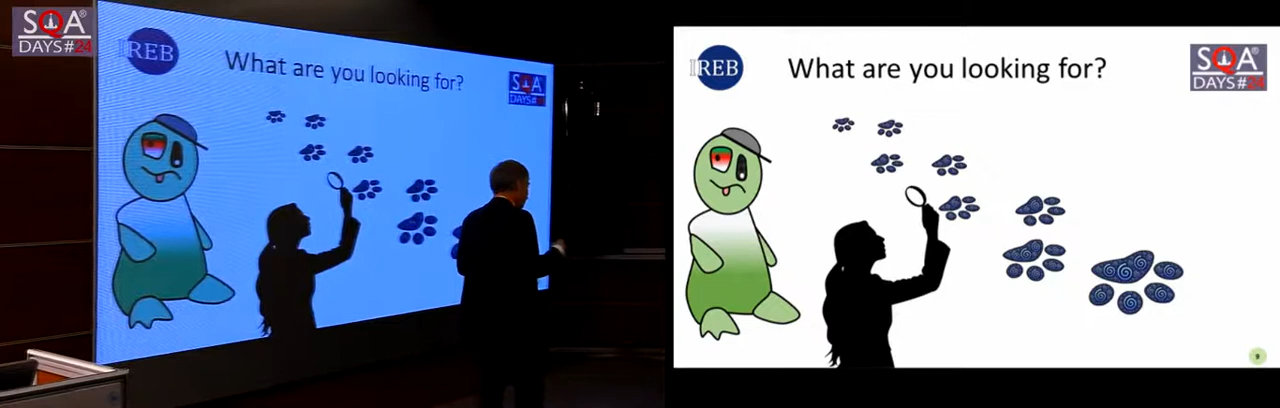 SQA®
DAYS#24
IREB
What are you looking for?
SQA
DAYS#
IREB
What are you looking for?
SQA®
DAYS#24
9